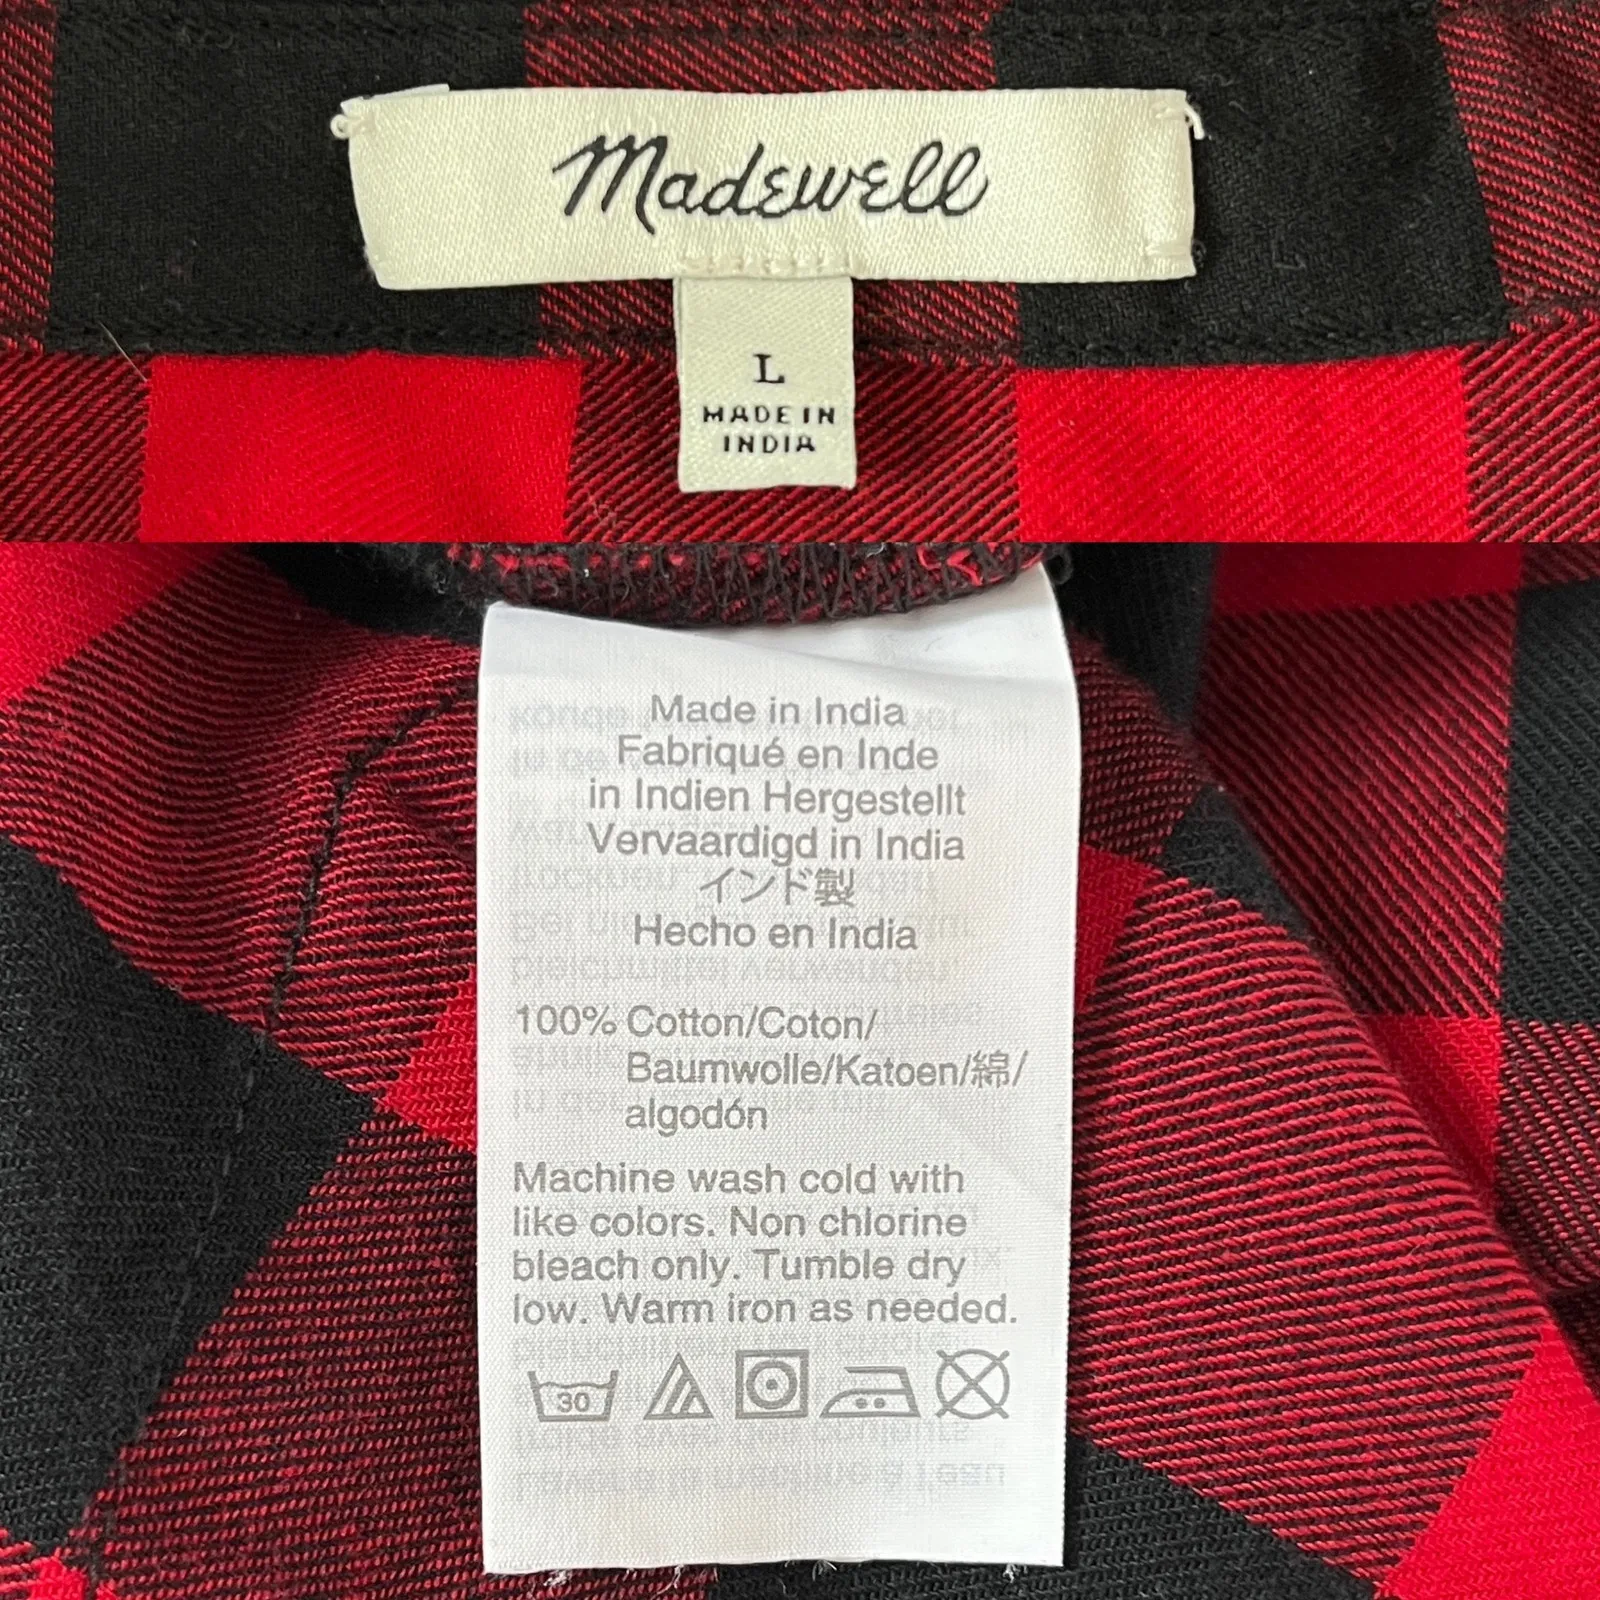 Madewell
L
MADE IN
INDIA
Made in India
Fabriqué en Inde
in Indien Hergestellt
Vervaardigd in India
インド製
Hecho en India
100% Cotton/Coton/
Baumwolle/Katoen/綿/
algodón
Machine wash cold with
like colors. Non chlorine
bleach only. Tumble dry
low. Warm iron as needed.
30